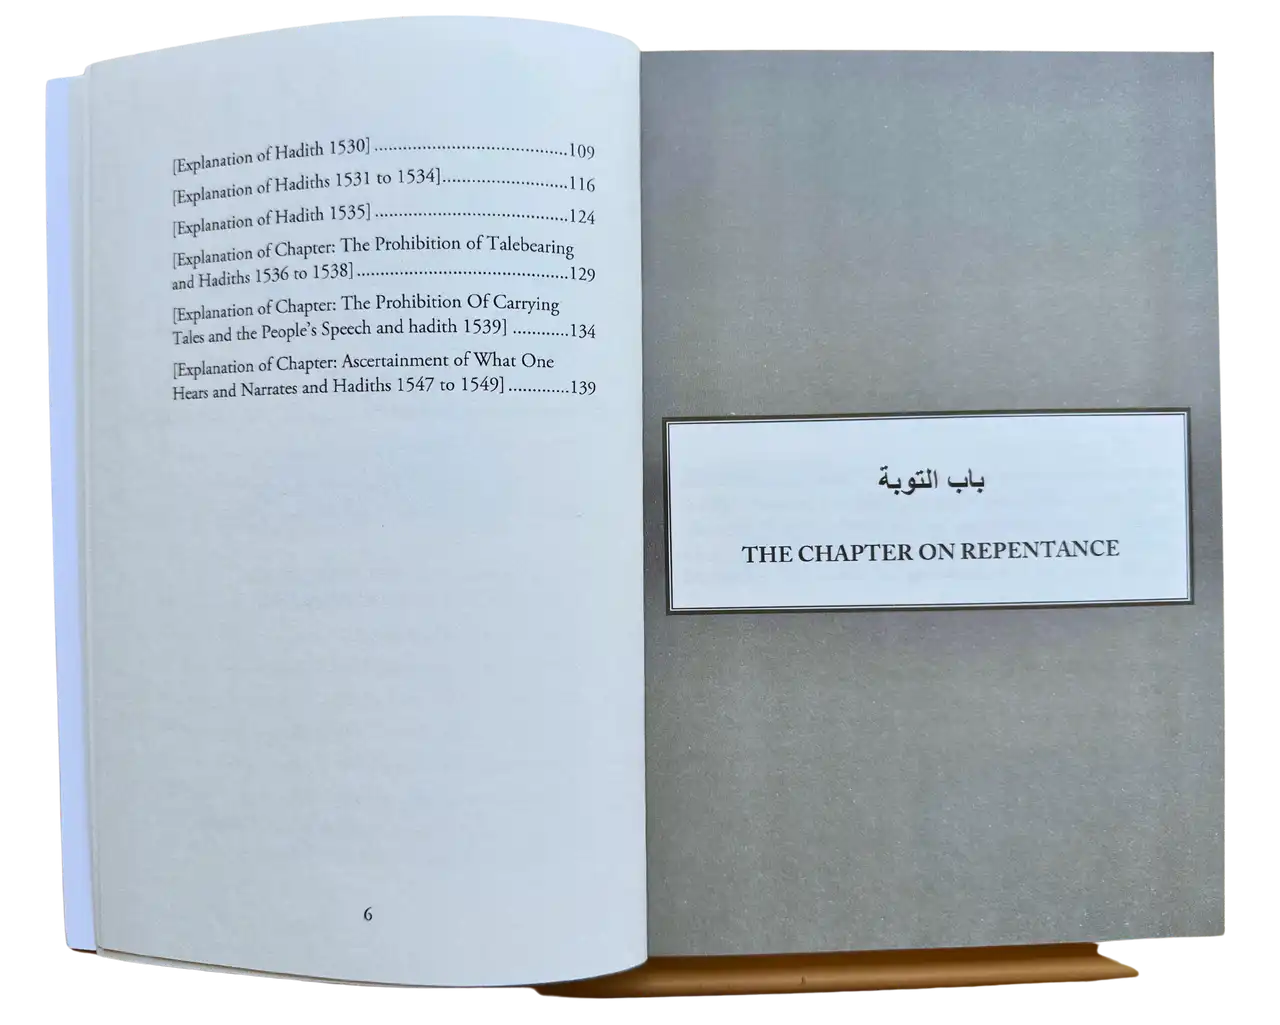 [Explanation of Hadith 1530] ......................................109
[Explanation of Hadiths 1531 to 1534].........................116
[Explanation of Hadith 1535] ......................................124
[Explanation of Chapter: The Prohibition of Talebearing
and Hadiths 1536 to 1538] ..........................................129
[Explanation of Chapter: The Prohibition Of Carrying
Tales and the People's Speech and hadith 1539] ............134
[Explanation of Chapter: Ascertainment of What One
Hears and Narrates and Hadiths 1547 to 1549] .............139
6
باب التوبة
THE CHAPTER ON REPENTANCE